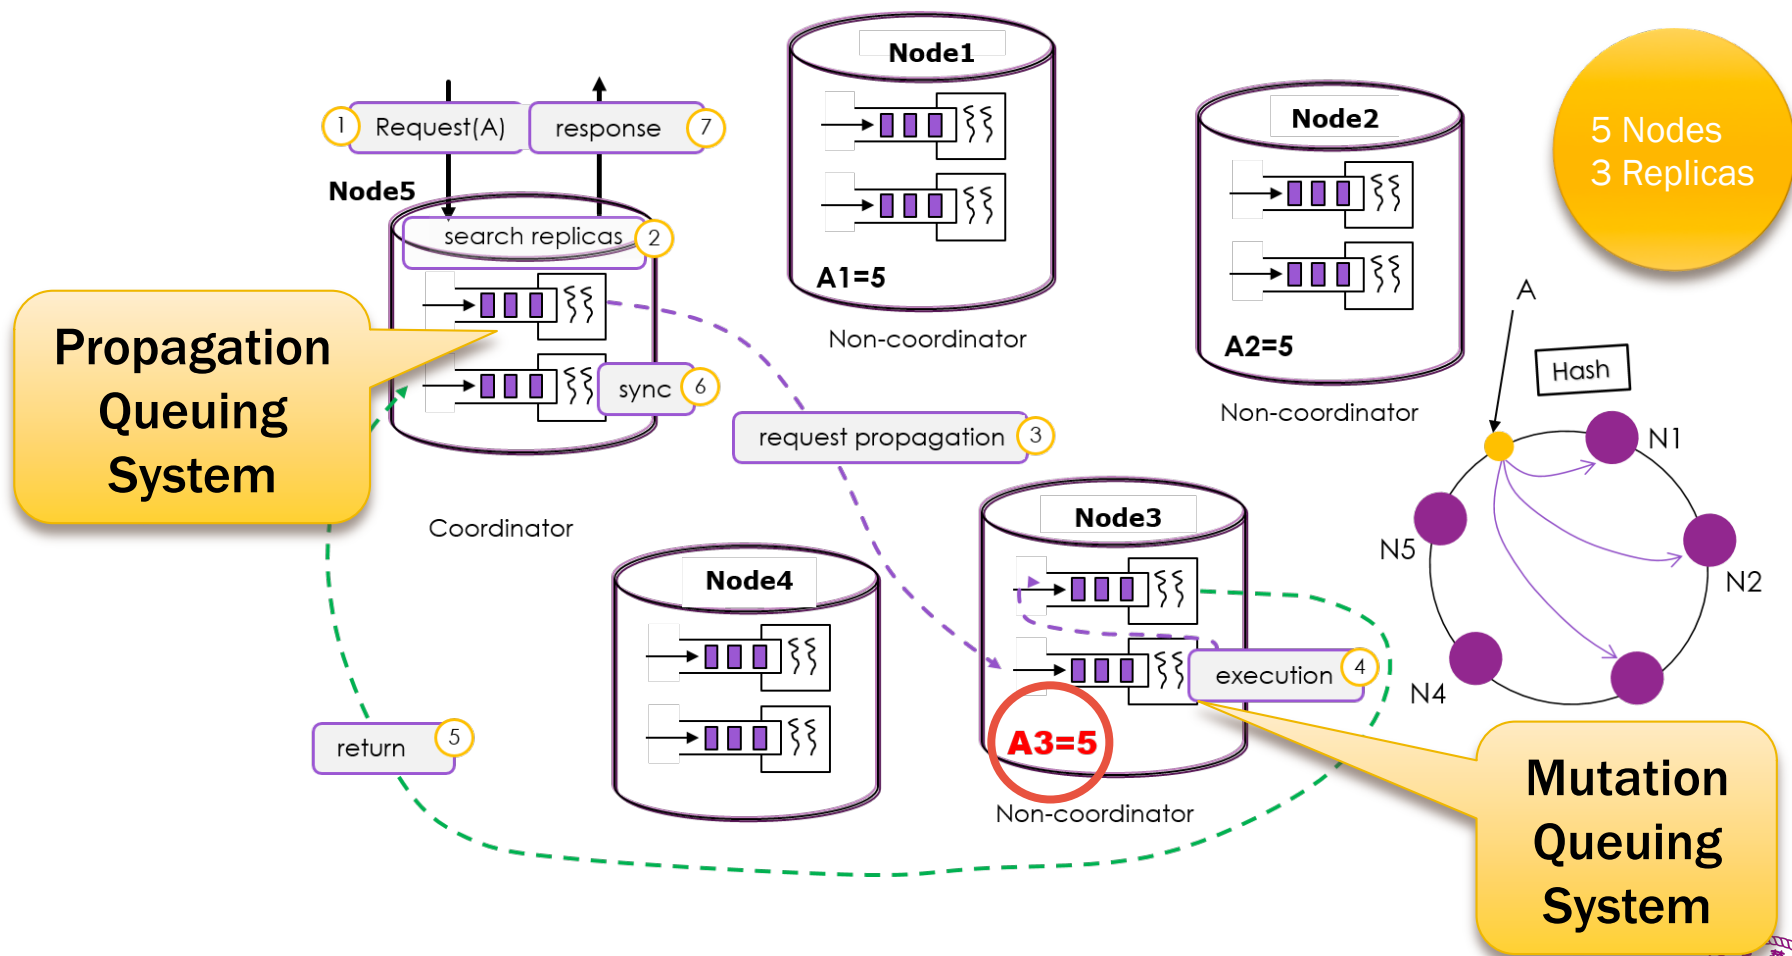 Node1
Node2
5 Nodes
3 Replicas
1
Request(A)
response
7
Node5
search replicas
2
A1=5
Non-coordinator
A2=5
Non-coordinator
A
Hash
Propagation
Queuing
System
sync
6
request propagation
3
N1
Coordinator
Node3
N5
N2
Node4
execution
4
N4
A3=5
return
5
Non-coordinator
Mutation
Queuing
System